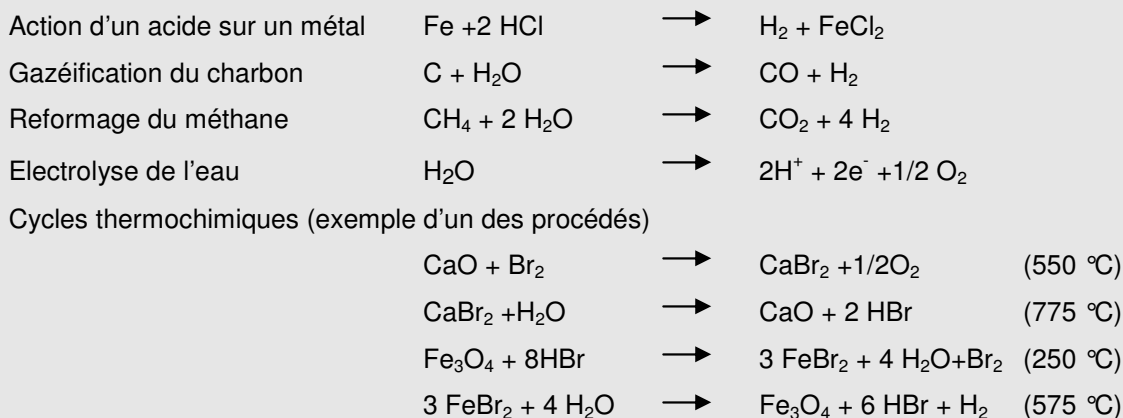 Action d'un acide sur un métal Fe +2 HCl → H₂ + FeCl₂
Gazéification du charbon C + H₂O → CO + H₂
Reformage du méthane CH₄ + 2 H₂O → CO₂ + 4 H₂
Electrolyse de l'eau H₂O → 2H⁺ + 2e⁻ +1/2 O₂
Cycles thermochimiques (exemple d'un des procédés)
CaO + Br₂ → CaBr₂ +1/2O₂ (550 °C)
CaBr₂ +H₂O → CaO + 2 HBr (775 °C)
Fe₃O₄ + 8HBr → 3 FeBr₂ + 4 H₂O+Br₂ (250 °C)
3 FeBr₂ + 4 H₂O → Fe₃O₄ + 6 HBr + H₂ (575 °C)